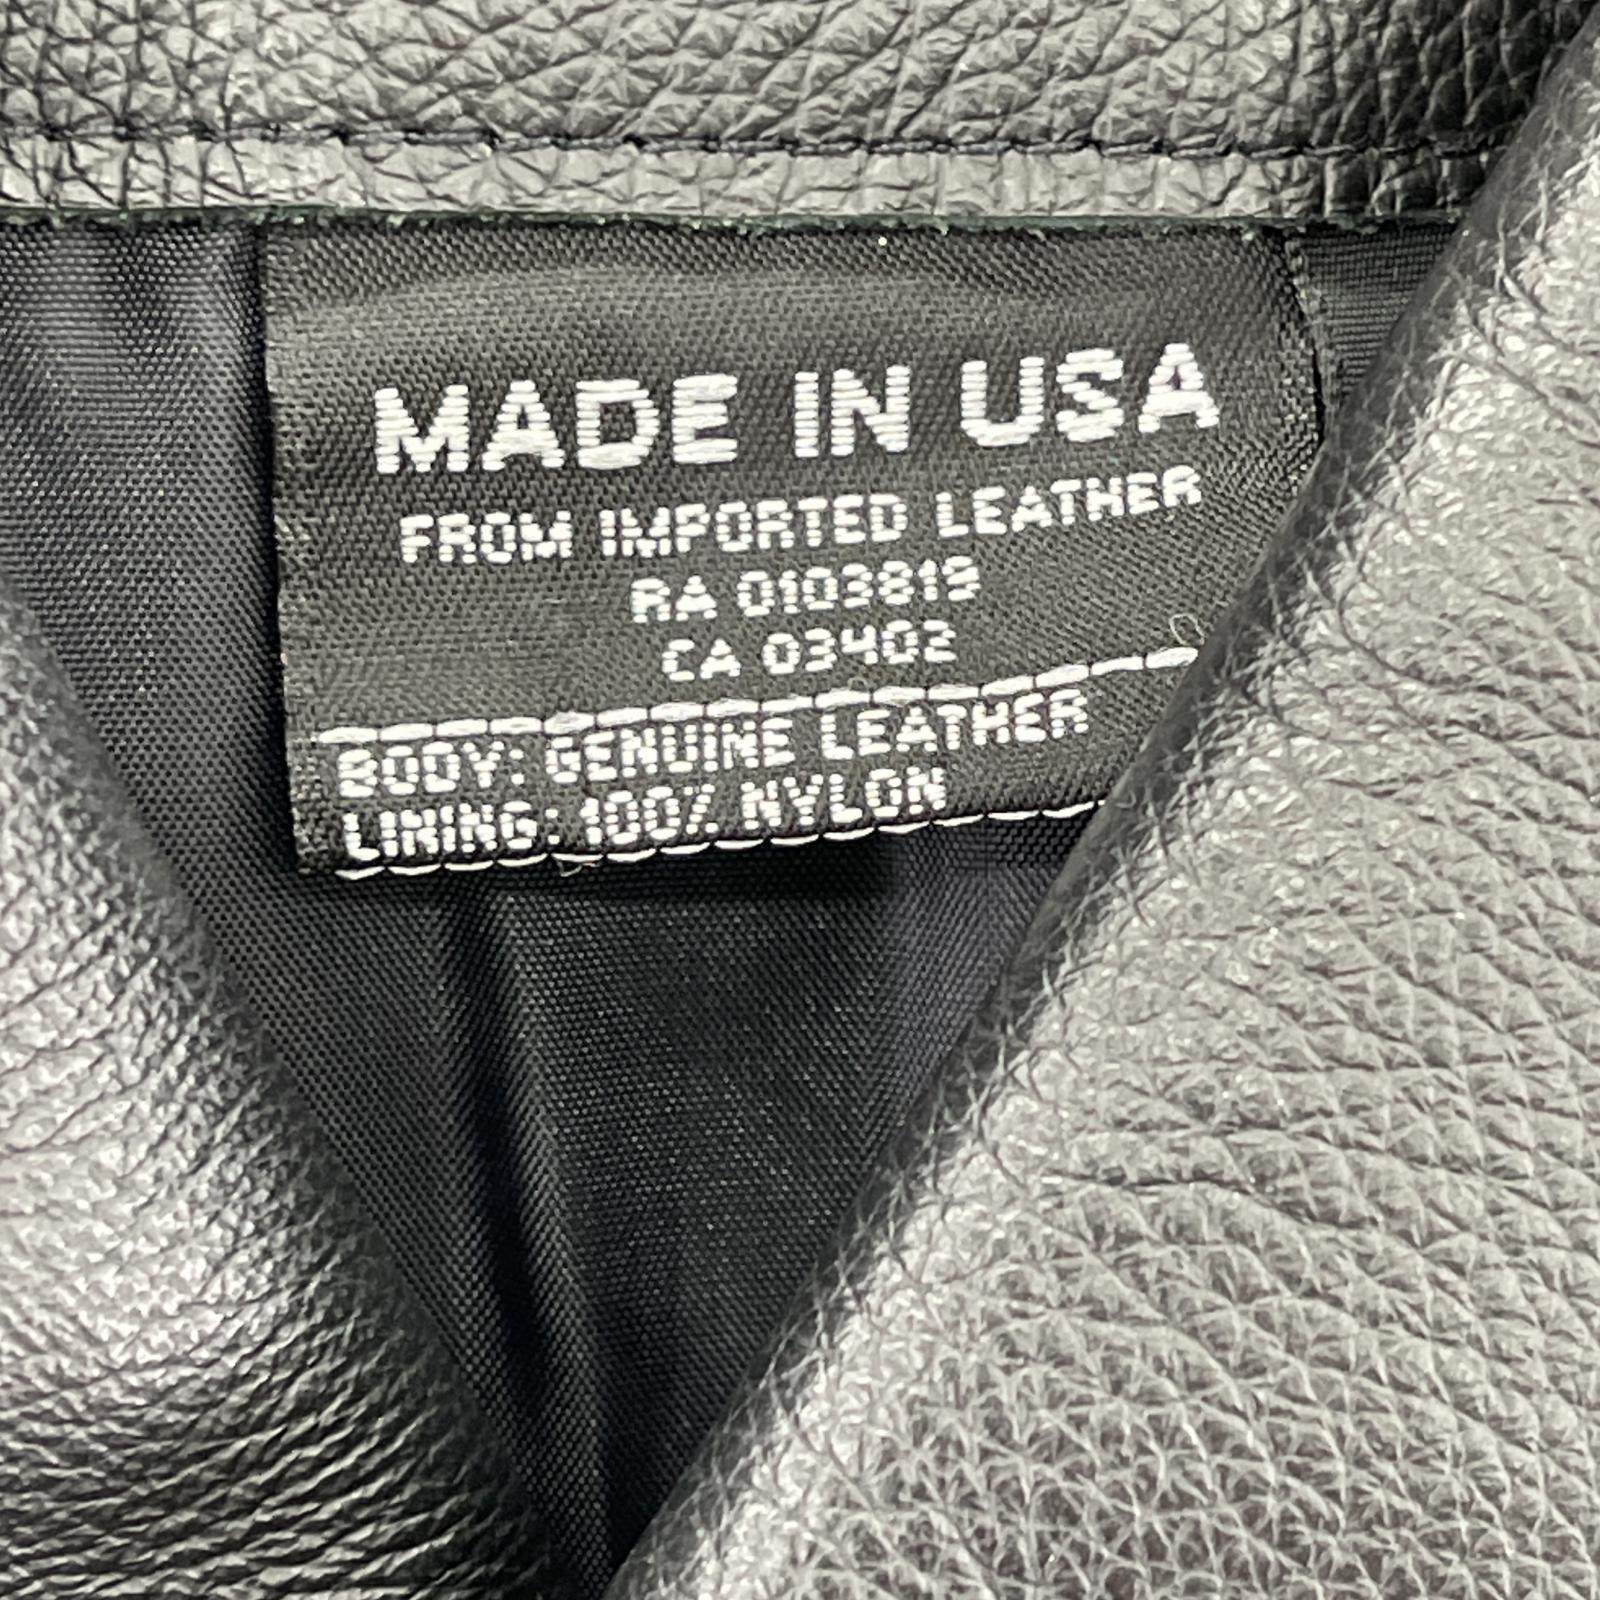 MADE IN USA
FROM IMPORTED LEATHER
RA 0103819
CA 03402
BODY: GENUINE LEATHER
LINING: 100% NYLON